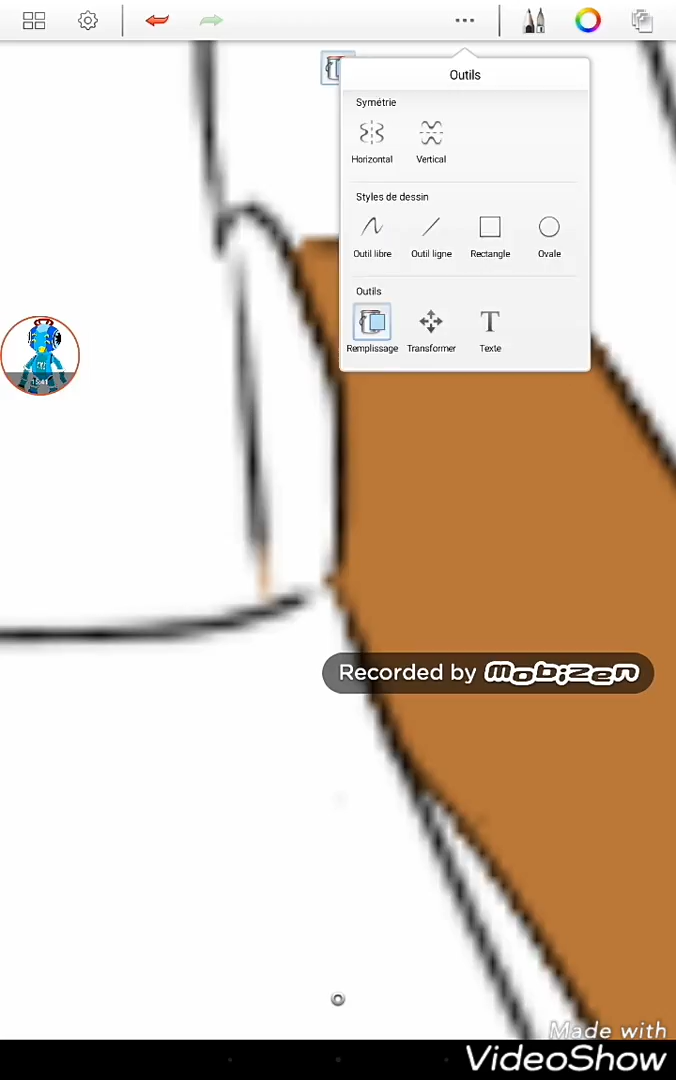 Outils
Symétrie
Horizontal
Vertical
Styles de dessin
Outil libre
Outil ligne
Rectangle
Ovale
Outils
T
Remplissage
Transformer
Texte
Recorded by mobizen
Made with
VideoShow